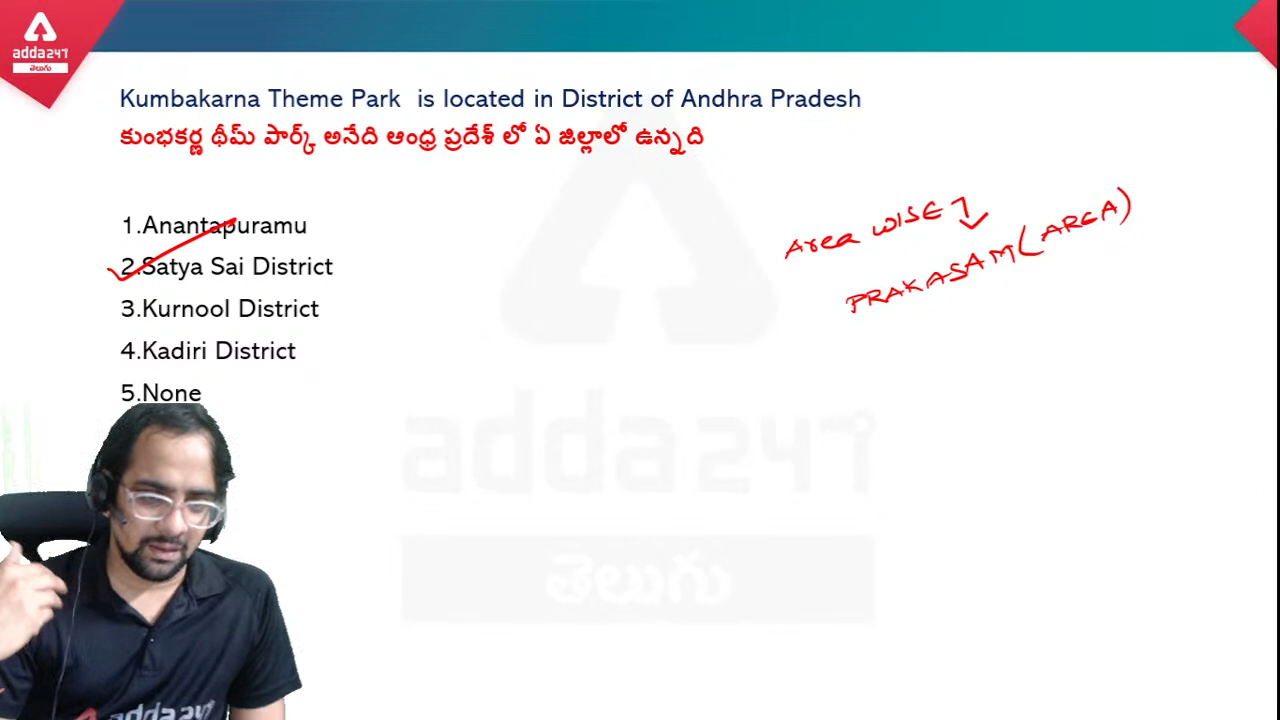 adda247
తెలుగు
Kumbakarna Theme Park is located in District of Andhra Pradesh
కుంభకర్ణ థీమ్ పార్క్ అనేది ఆంధ్ర ప్రదేశ్ లో ఏ జిల్లాలో ఉన్నది
1.Anantapuramu
2.Satya Sai District
3.Kurnool District
4.Kadiri District
5.None
Area WISE
PRAKASAM (AREA)
adda247
తెలుగు
adda247